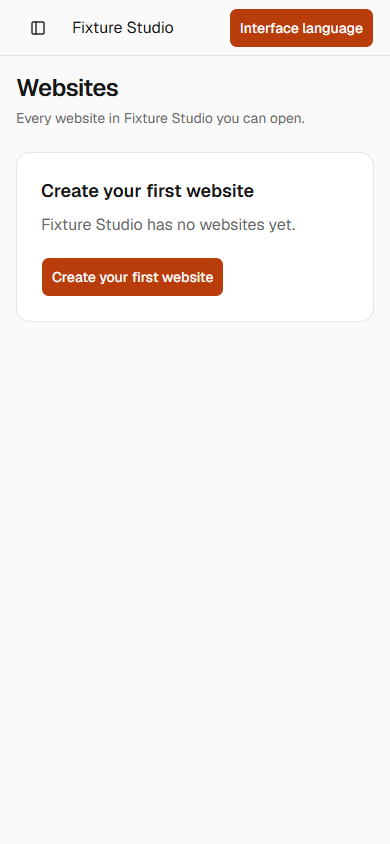 Fixture Studio
Interface language
Websites
Every website in Fixture Studio you can open.
Create your first website
Fixture Studio has no websites yet.
Create your first website